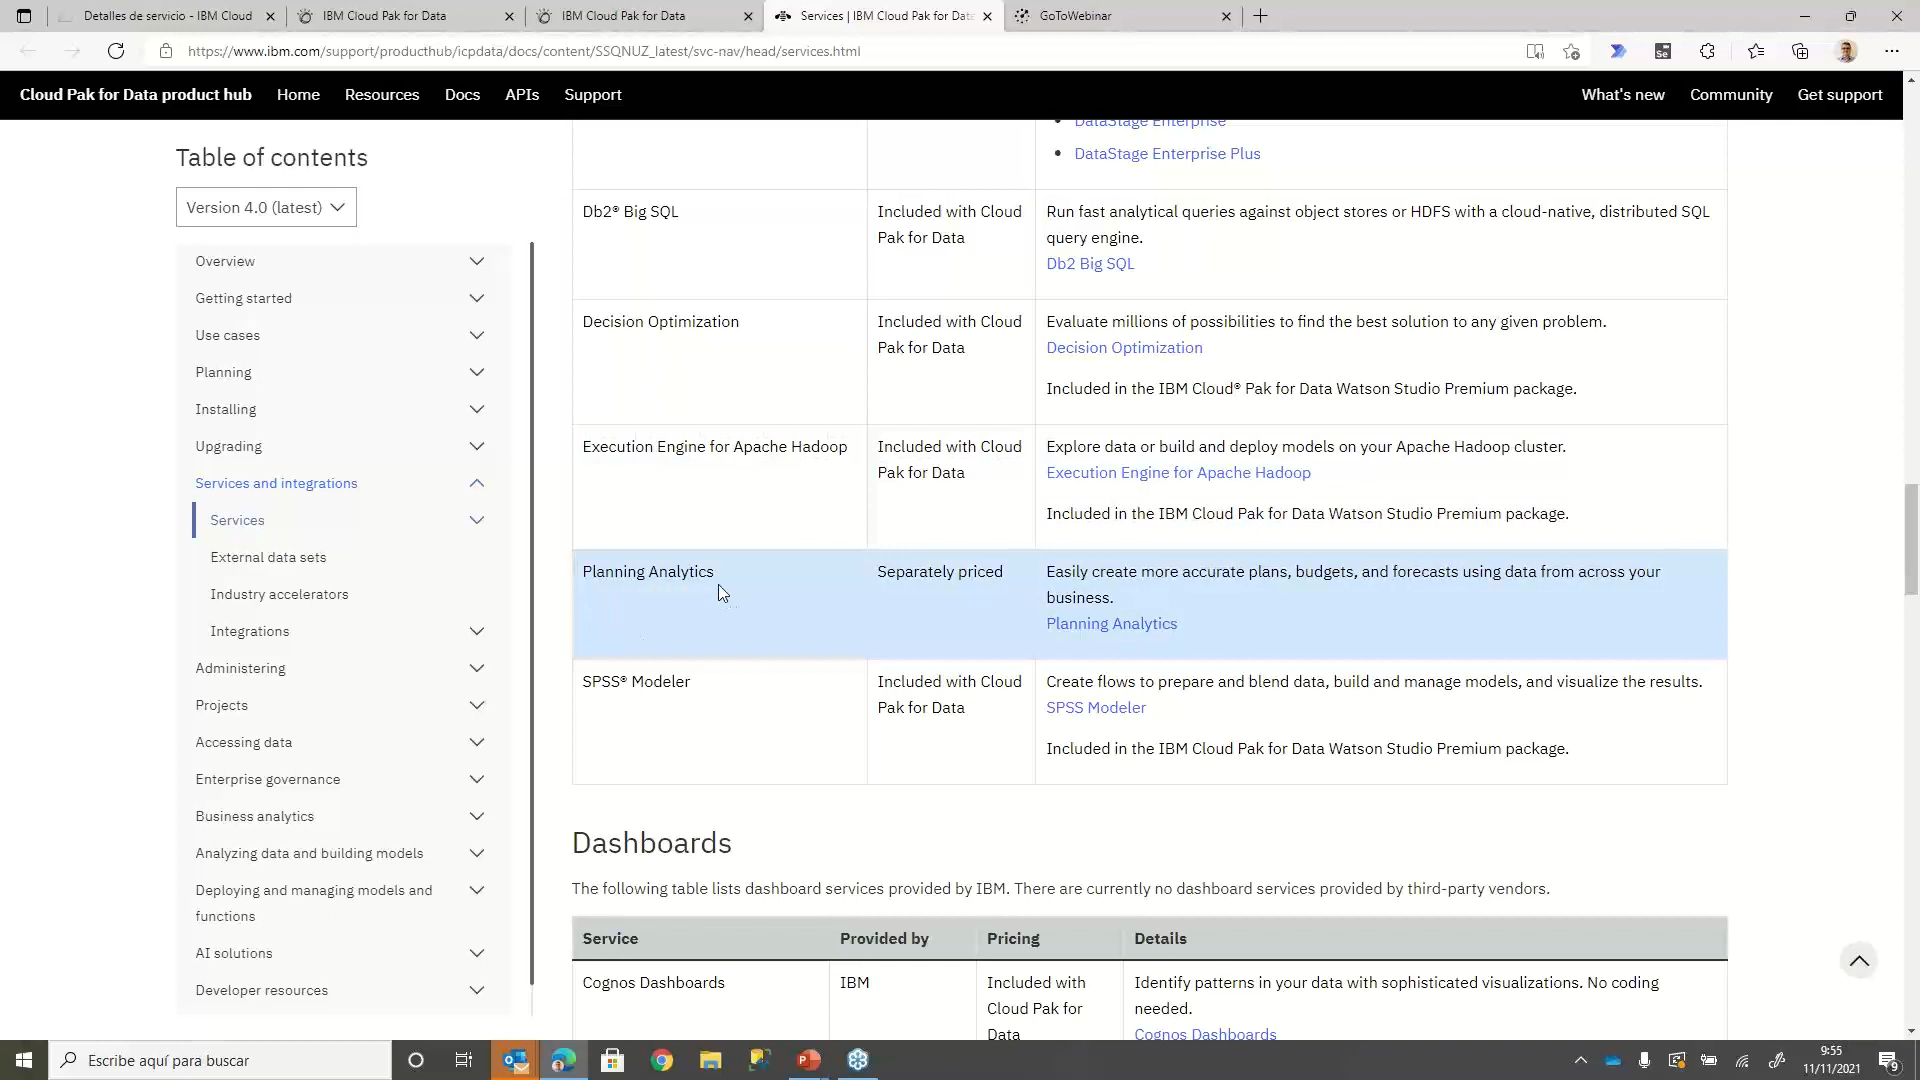 Detalles de servicio - IBM Cloud
IBM Cloud Pak for Data
IBM Cloud Pak for Data
Services | IBM Cloud Pak for Data
GoToWebinar
https://www.ibm.com/support/producthub/icpdata/docs/content/SSQNUZ_latest/svc-nav/head/services.html
Cloud Pak for Data product hub
Home
Resources
Docs
APIs
Support
What's new
Community
Get support
Table of contents
Version 4.0 (latest)
Overview
Getting started
Use cases
Planning
Installing
Upgrading
Services and integrations
Services
External data sets
Industry accelerators
Integrations
Administering
Projects
Accessing data
Enterprise governance
Business analytics
Analyzing data and building models
Deploying and managing models and
functions
AI solutions
Developer resources
• DataStage Enterprise
• DataStage Enterprise Plus
Db2® Big SQL
Included with Cloud
Pak for Data
Run fast analytical queries against object stores or HDFS with a cloud-native, distributed SQL
query engine.
Db2 Big SQL
Decision Optimization
Included with Cloud
Pak for Data
Evaluate millions of possibilities to find the best solution to any given problem.
Decision Optimization
Included in the IBM Cloud® Pak for Data Watson Studio Premium package.
Execution Engine for Apache Hadoop
Included with Cloud
Pak for Data
Explore data or build and deploy models on your Apache Hadoop cluster.
Execution Engine for Apache Hadoop
Included in the IBM Cloud Pak for Data Watson Studio Premium package.
Planning Analytics
Separately priced
Easily create more accurate plans, budgets, and forecasts using data from across your
business.
Planning Analytics
SPSS® Modeler
Included with Cloud
Pak for Data
Create flows to prepare and blend data, build and manage models, and visualize the results.
SPSS Modeler
Included in the IBM Cloud Pak for Data Watson Studio Premium package.
Dashboards
The following table lists dashboard services provided by IBM. There are currently no dashboard services provided by third-party vendors.
Service
Provided by
Pricing
Details
Cognos Dashboards
IBM
Included with
Cloud Pak for
Data
Identify patterns in your data with sophisticated visualizations. No coding
needed.
Cognos Dashboards
Escribe aquí para buscar
9:55
11/11/2021
9